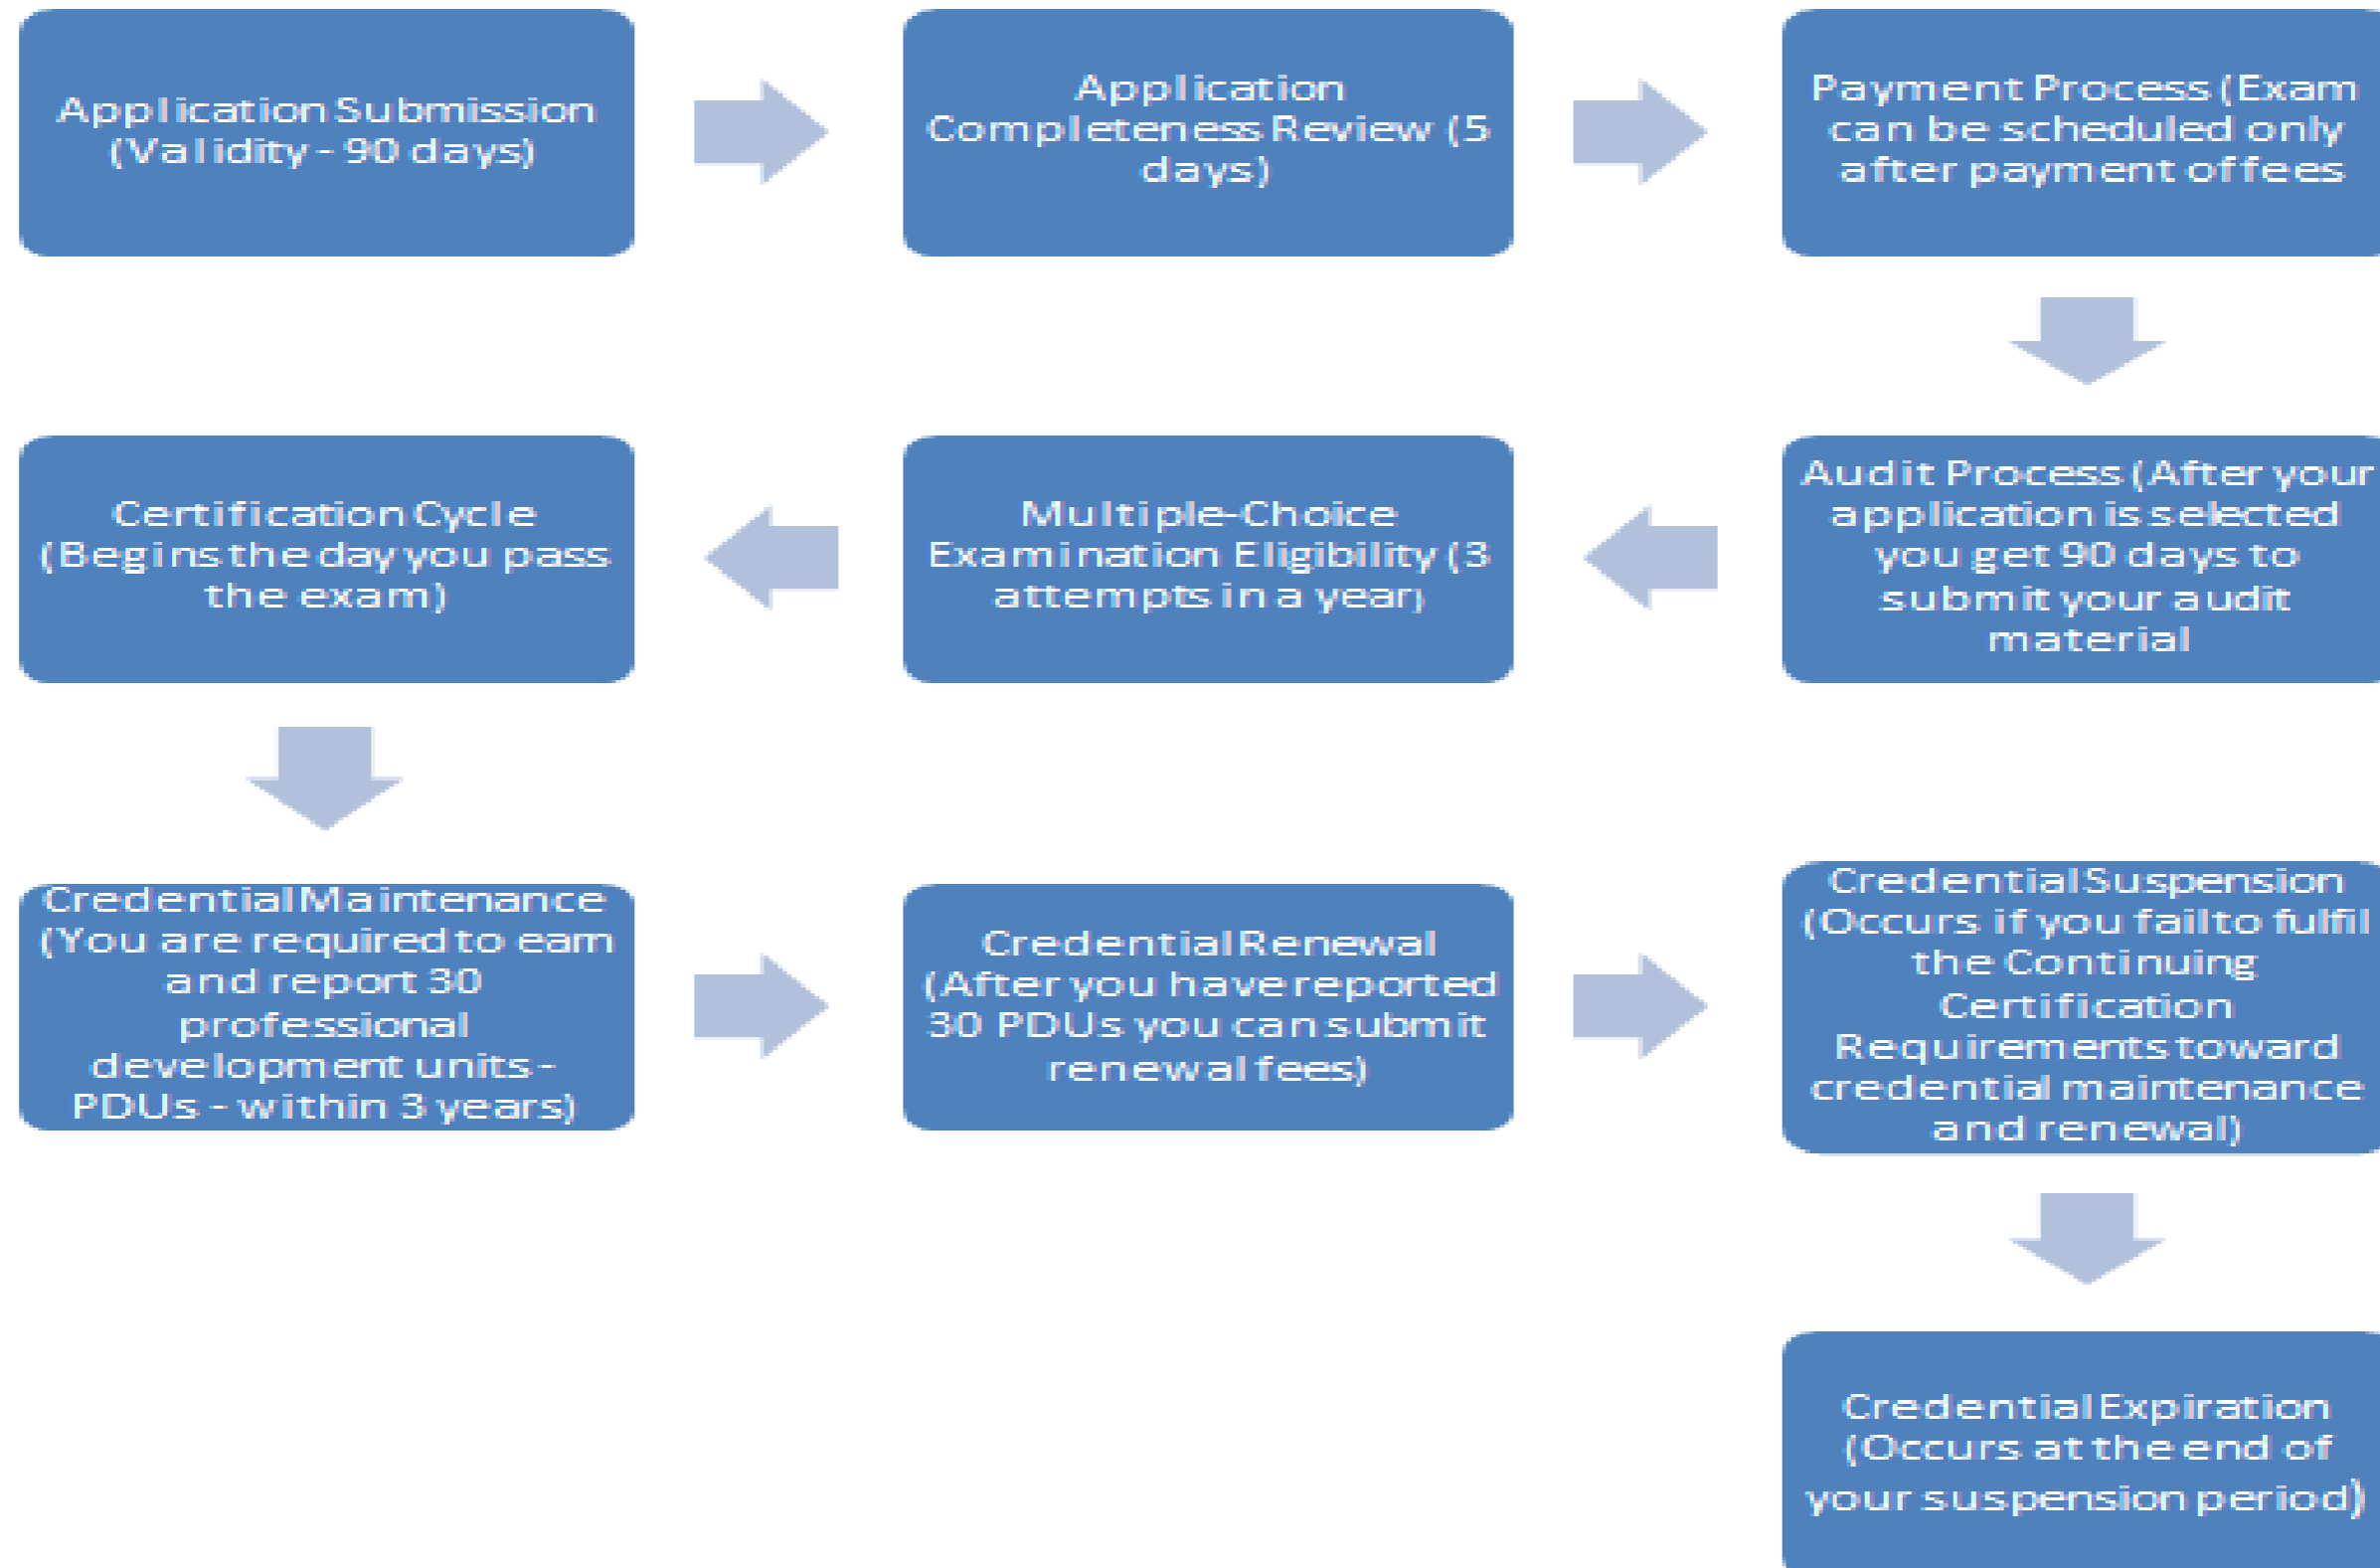 Application Submission
(Validity - 90 days)
Application
Completeness Review (5
days)
Payment Process (Exam
can be scheduled only
after payment of fees
Audit Process (After your
application is selected
you get 90 days to
submit your audit
material
Multiple-Choice
Examination Eligibility (3
attempts in a year)
Certification Cycle
(Begins the day you pass
the exam)
Credential Maintenance
(You are required to earn
and report 30
professional
development units -
PDUs - within 3 years)
Credential Renewal
(After you have reported
30 PDUs you can submit
renewal fees)
Credential Suspension
(Occurs if you fail to fulfil
the Continuing
Certification
Requirements toward
credential maintenance
and renewal)
Credential Expiration
(Occurs at the end of
your suspension period)